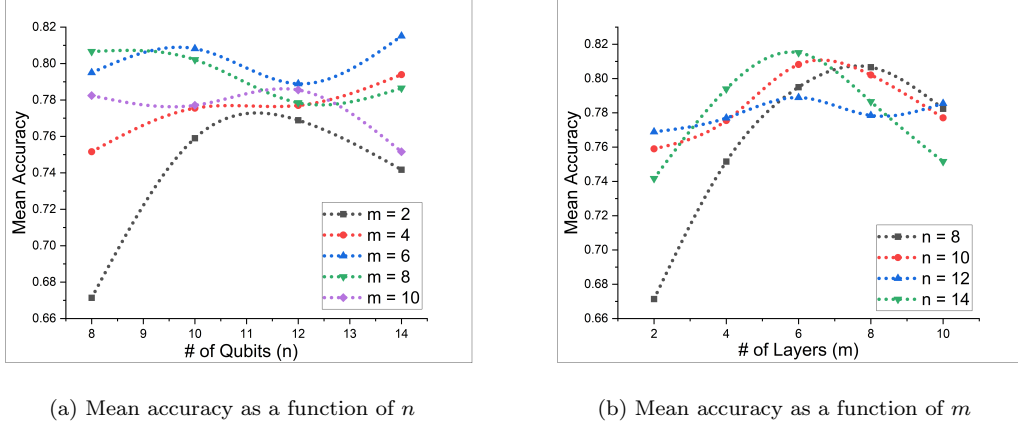 0.82
0.80
0.78
0.76
0.74
0.72
0.70
0.68
0.66
Mean Accuracy
8 9 10 11 12 13 14
# of Qubits (n)
m = 2
m = 4
m = 6
m = 8
m = 10
(a) Mean accuracy as a function of n
0.82
0.80
0.78
0.76
0.74
0.72
0.70
0.68
0.66
Mean Accuracy
2 4 6 8 10
# of Layers (m)
n = 8
n = 10
n = 12
n = 14
(b) Mean accuracy as a function of m